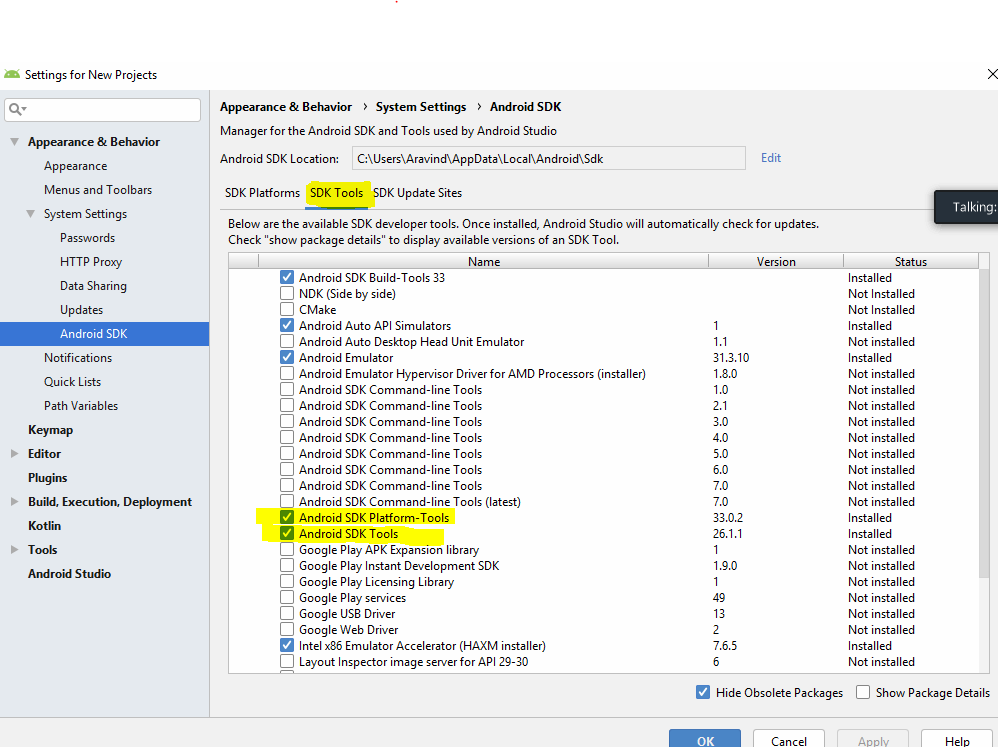 Settings for New Projects
Appearance & Behavior
Appearance
Menus and Toolbars
System Settings
Passwords
HTTP Proxy
Data Sharing
Updates
Android SDK
Notifications
Quick Lists
Path Variables
Keymap
Editor
Plugins
Build, Execution, Deployment
Kotlin
Tools
Android Studio
Appearance & Behavior › System Settings › Android SDK
Manager for the Android SDK and Tools used by Android Studio
Android SDK Location: C:\Users\Aravind\AppData\Local\Android\Sdk Edit
SDK Platforms SDK Tools SDK Update Sites
Talking:
Below are the available SDK developer tools. Once installed, Android Studio will automatically check for updates.
Check "show package details" to display available versions of an SDK Tool.
Name Version Status
Android SDK Build-Tools 33 Installed
NDK (Side by side) Not Installed
CMake Not Installed
Android Auto API Simulators 1 Installed
Android Auto Desktop Head Unit Emulator 1.1 Not installed
Android Emulator 31.3.10 Installed
Android Emulator Hypervisor Driver for AMD Processors (installer) 1.8.0 Not installed
Android SDK Command-line Tools 1.0 Not installed
Android SDK Command-line Tools 2.1 Not installed
Android SDK Command-line Tools 3.0 Not installed
Android SDK Command-line Tools 4.0 Not installed
Android SDK Command-line Tools 5.0 Not installed
Android SDK Command-line Tools 6.0 Not installed
Android SDK Command-line Tools 7.0 Not installed
Android SDK Command-line Tools (latest) 7.0 Not installed
Android SDK Platform-Tools 33.0.2 Installed
Android SDK Tools 26.1.1 Installed
Google Play APK Expansion library 1 Not installed
Google Play Instant Development SDK 1.9.0 Not installed
Google Play Licensing Library 1 Not installed
Google Play services 49 Not installed
Google USB Driver 13 Not installed
Google Web Driver 2 Not installed
Intel x86 Emulator Accelerator (HAXM installer) 7.6.5 Installed
Layout Inspector image server for API 29-30 6 Not installed
Hide Obsolete Packages Show Package Details
OK Cancel Apply Help